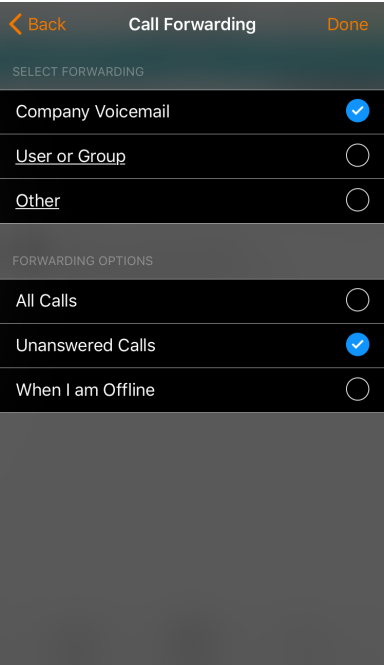 Back Call Forwarding Done
SELECT FORWARDING
Company Voicemail
User or Group
Other
FORWARDING OPTIONS
All Calls
Unanswered Calls
When I am Offline